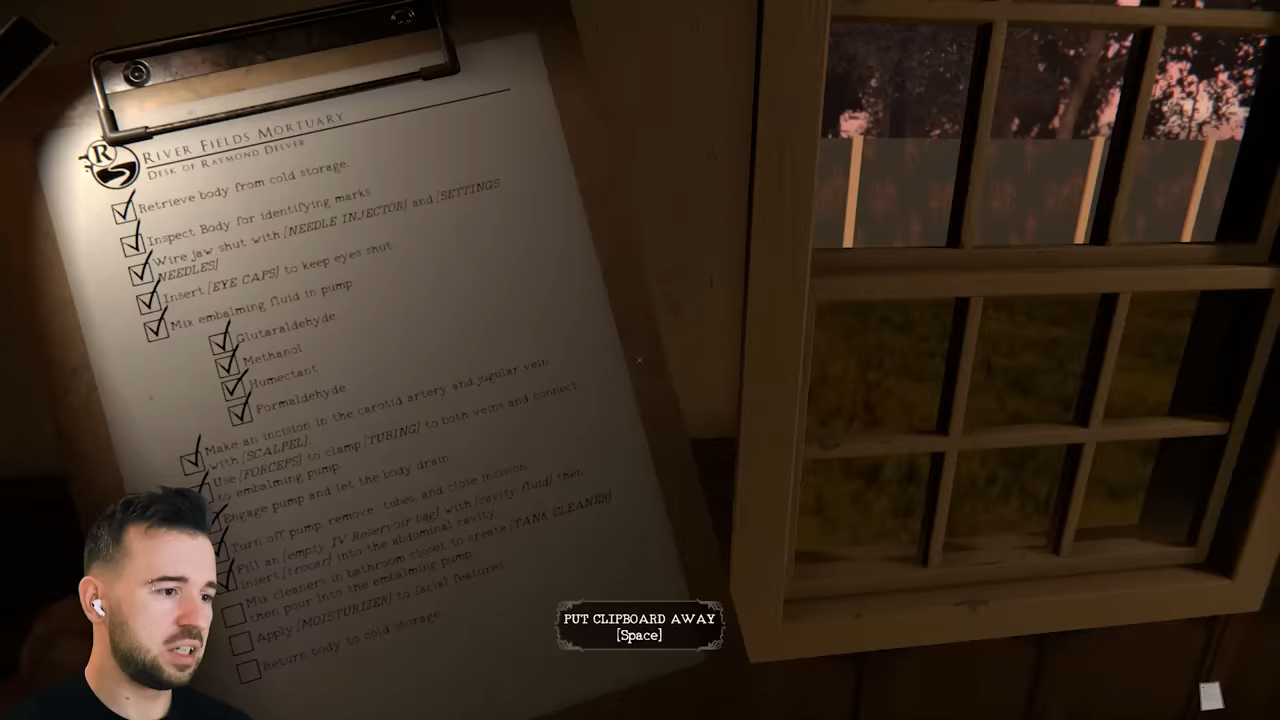 RIVER FIELDS MORTUARY
DESK OF RAYMOND DELVER
Retrieve body from cold storage.
Inspect Body for identifying marks
Wire jaw shut with [NEEDLE INJECTOR] and [SETTINGS
NEEDLES]
Insert [EYE CAPS] to keep eyes shut
Mix embalming fluid in pump
Glutaraldehyde
Methanol
Humectant
Formaldehyde
Make an incision in the carotid artery and jugular vein
with [SCALPEL].
Use [FORCEPS] to clamp [TUBING] to both veins and connect
to embalming pump.
Engage pump and let the body drain
Turn off pump, remove tubes, and close incision.
Fill an [empty IV Reservoir bag] with [cavity fluid] then
insert [trocar] into the abdominal cavity
Mix cleaners in bathroom closet to create [TANK CLEANER]
then pour into the embalming pump
Apply [MOISTURIZER] to facial features
Return body to cold storage.
PUT CLIPBOARD AWAY
[Space]